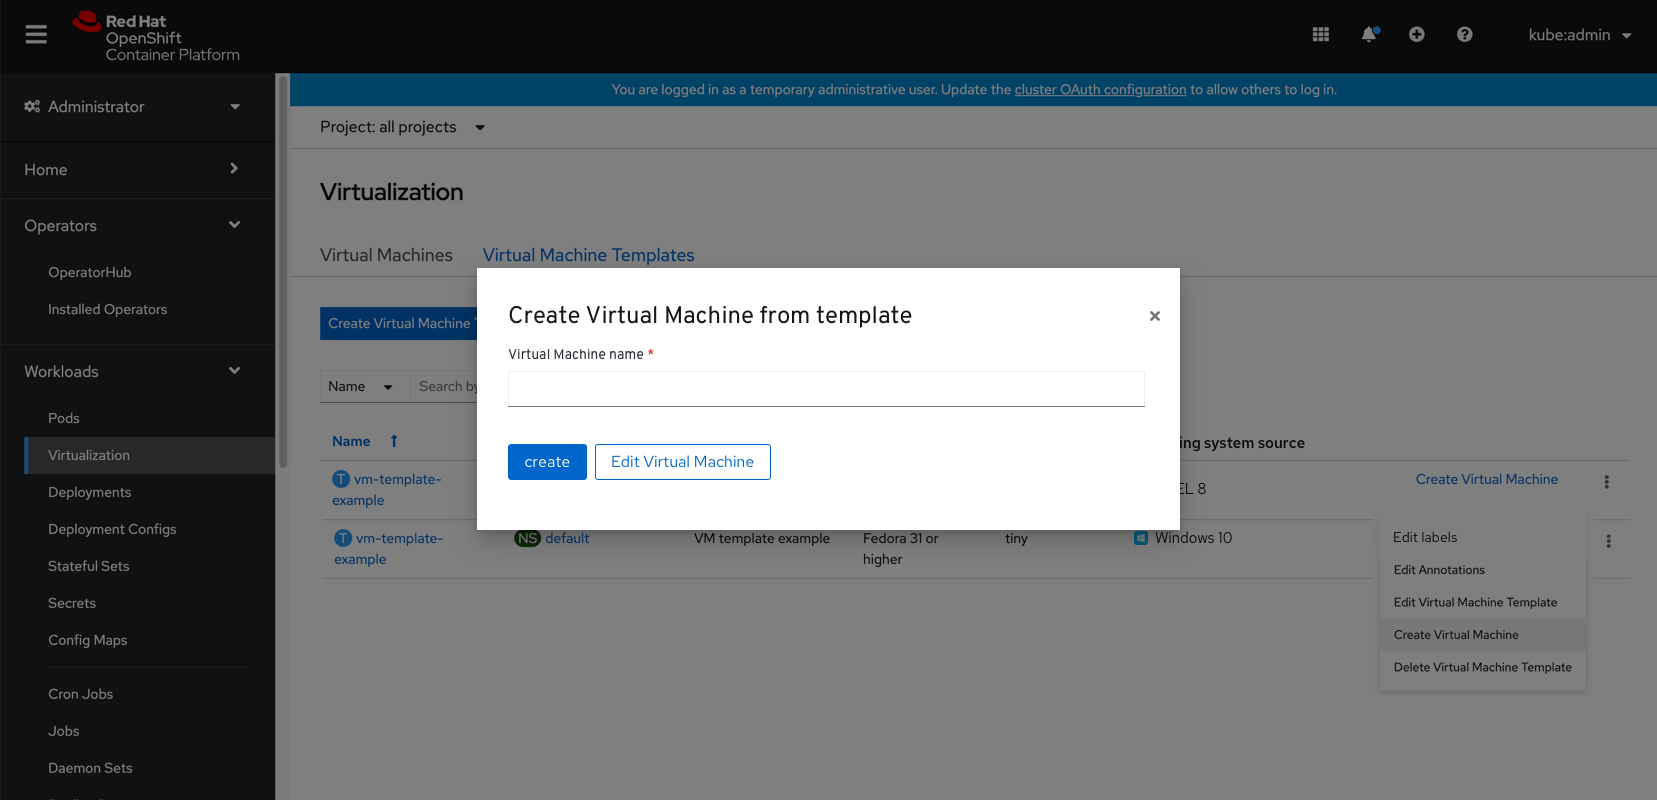 Red Hat
OpenShift
Container Platform
kube:admin
Administrator
Home
Operators
OperatorHub
Installed Operators
Workloads
Pods
Virtualization
Deployments
Deployment Configs
Stateful Sets
Secrets
Config Maps
Cron Jobs
Jobs
Daemon Sets
You are logged in as a temporary administrative user. Update the cluster OAuth configuration to allow others to log in.
Project: all projects
Virtualization
Virtual Machines Virtual Machine Templates
Create Virtual Machine
Name Search by
Create Virtual Machine from template
Virtual Machine name *
create Edit Virtual Machine
Name ing system source
T vm-template-
example
EL 8 Create Virtual Machine
T vm-template-
example
NS default VM template example Fedora 31 or
higher
tiny Windows 10
Edit labels
Edit Annotations
Edit Virtual Machine Template
Create Virtual Machine
Delete Virtual Machine Template